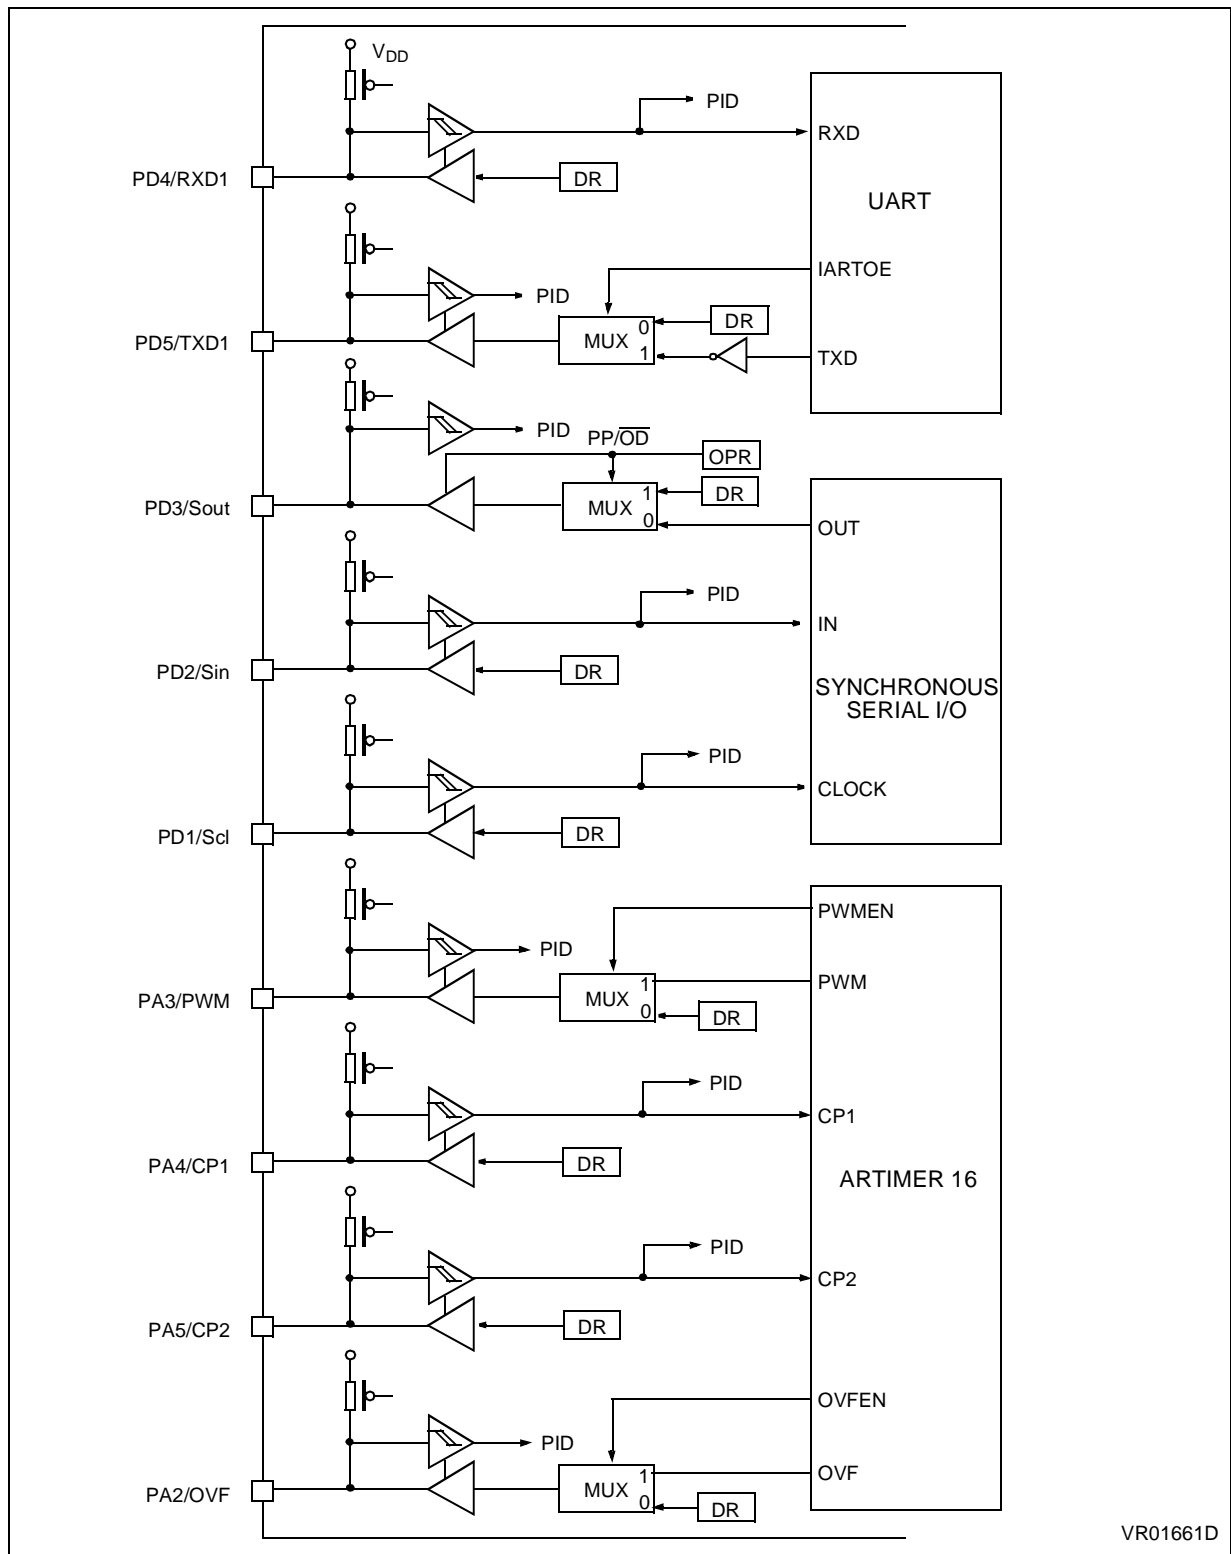 VDD
PID
RXD
PD4/RXD1
DR
UART
IARTOE
PID
DR
PD5/TXD1
MUX
0
1
TXD
PID
PP/OD
OPR
DR
PD3/Sout
MUX
1
0
OUT
PID
IN
PD2/Sin
DR
SYNCHRONOUS
SERIAL I/O
PID
CLOCK
PD1/Scl
DR
PWMEN
PID
PWM
PA3/PWM
MUX
1
0
DR
PID
CP1
PA4/CP1
DR
ARTIMER 16
PID
CP2
PA5/CP2
DR
OVFEN
PID
OVF
PA2/OVF
MUX
1
0
DR
VR01661D